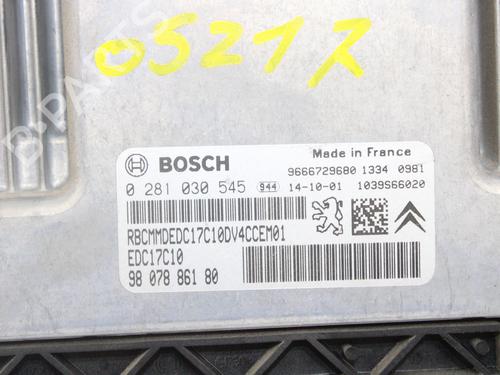 0521R
BOSCH
Made in France
9666729680 1334 0981
0 281 030 545 944 14-10-01 1039S66020
RBCMMDEDC17C10DV4CCEM01
EDC17C10
98 078 861 80